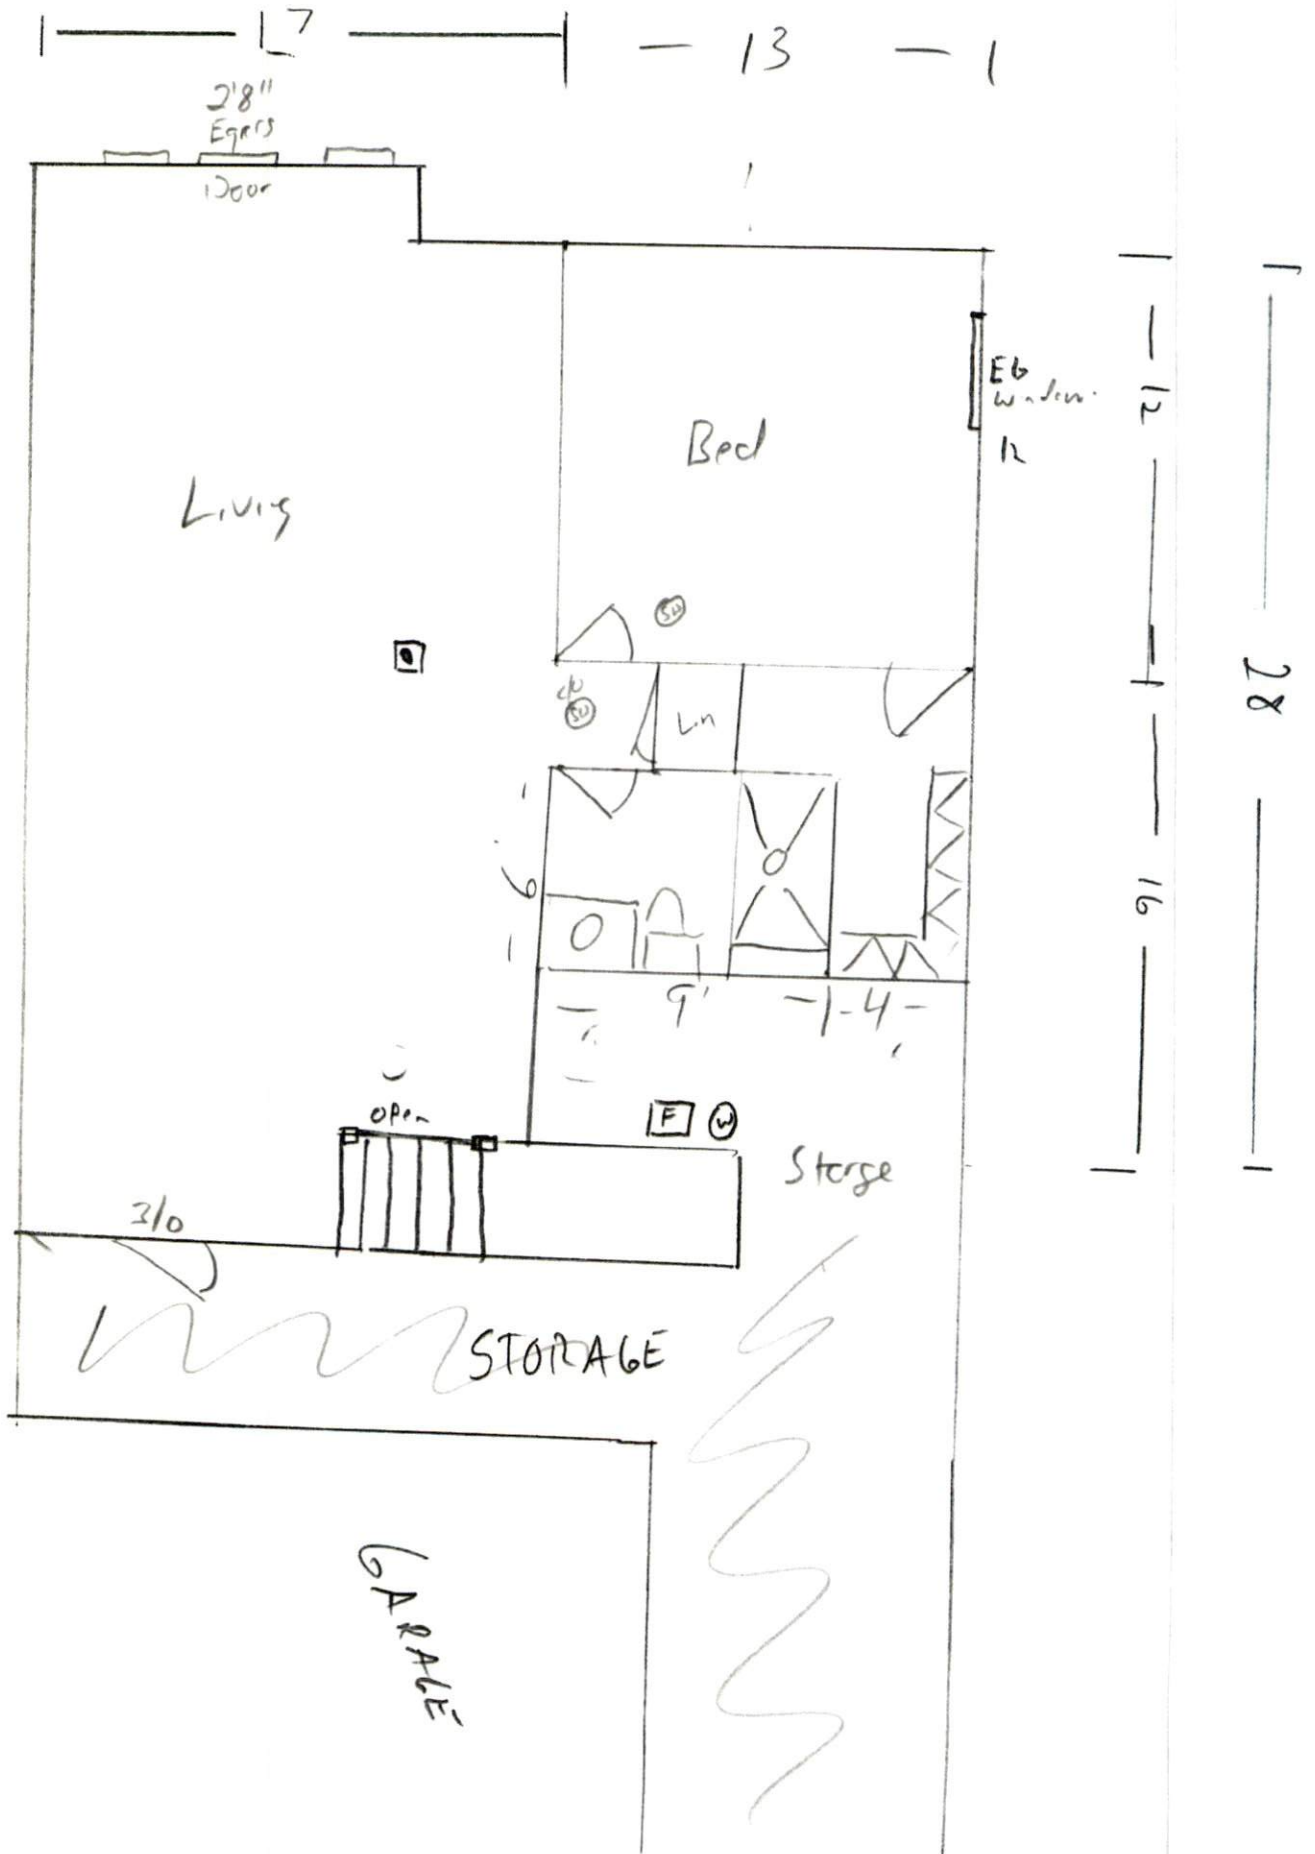 17
13
2'8"
Egers
Door
EG
Window
12
12
Bed
Living
28
SD
c/o
SD
Lin
16
6
9'
4
open
F
W
Storge
3/0
STORAGE
GARAGE